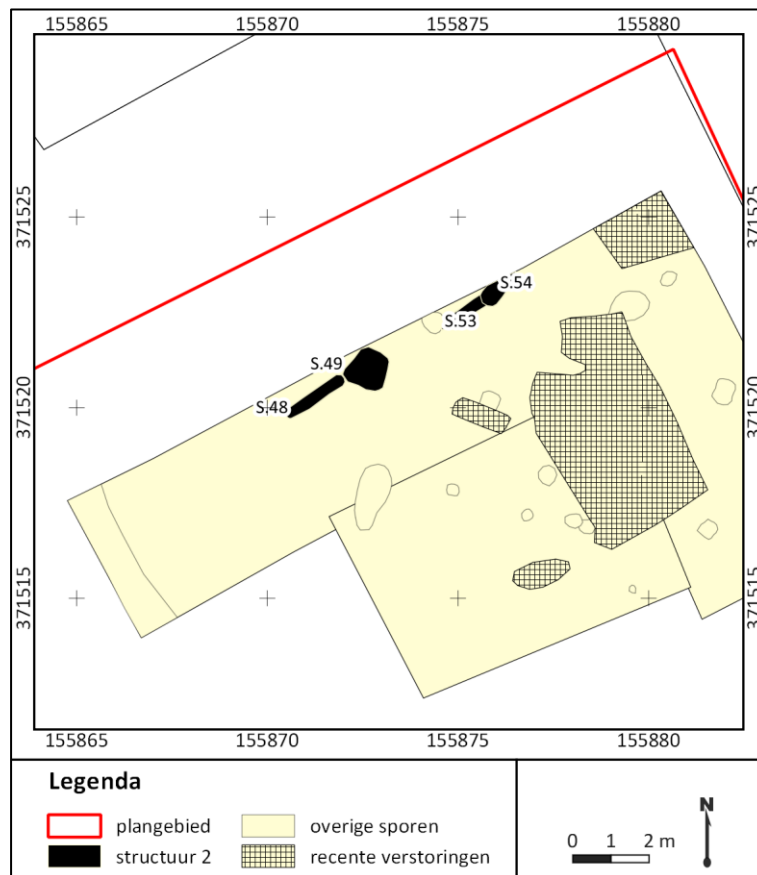 155865 155870 155875 155880
371525 371525
S.54
S.53
S.49
371520 371520
S.48
371515 371515
155865 155870 155875 155880
Legenda
plangebied overige sporen
structuur 2 recente verstoringen
N
0 1 2 m